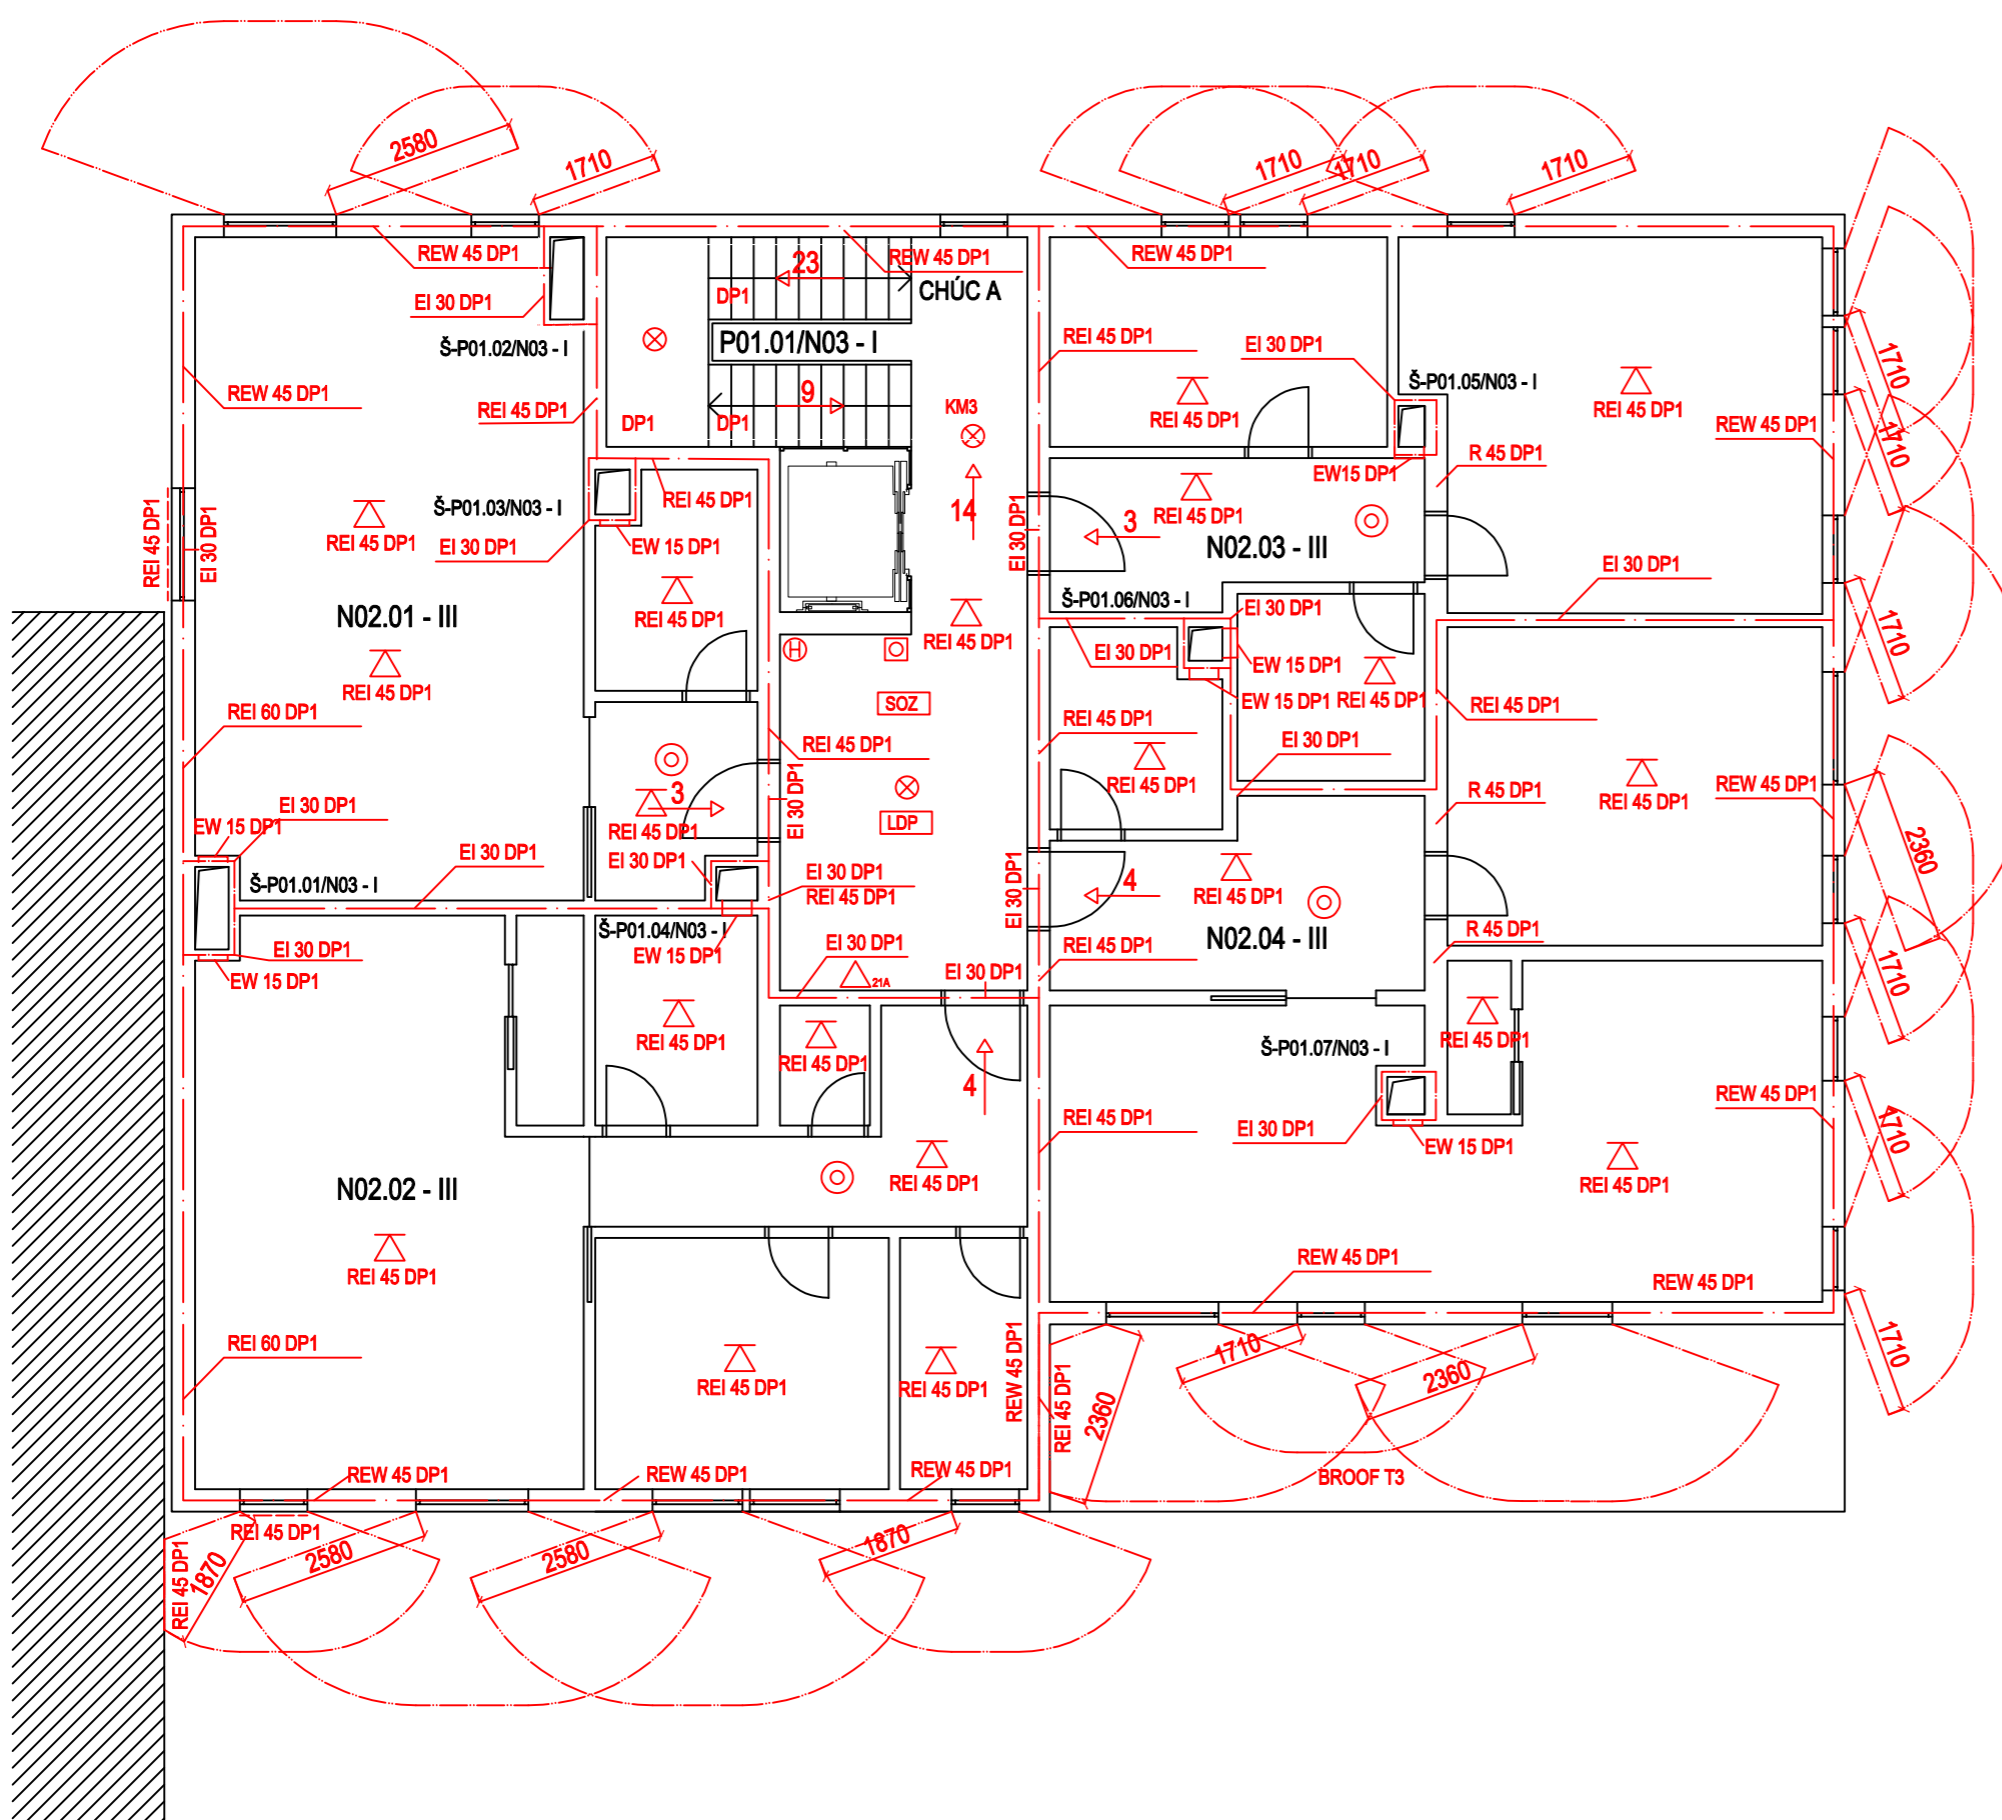 2580
1710
1710
1710
1710
REW 45 DP1
23
REW 45 DP1
REW 45 DP1
EI 30 DP1
DP1
CHÚC A
Š-P01.02/N03 - I
P01.01/N03 - I
REI 45 DP1
EI 30 DP1
1710
REW 45 DP1
REI 45 DP1
9
KM3
REI 45 DP1
Š-P01.05/N03 - I
REI 45 DP1
DP1
DP1
REW 45 DP1
1710
R 45 DP1
EW15 DP1
Š-P01.03/N03 - I
REI 45 DP1
14
REI 45 DP1
3
REI 45 DP1
EI 30 DP1
REI 45 DP1
EI 30 DP1
EW 15 DP1
EI 30 DP1
N02.03 - III
EI 30 DP1
N02.01 - III
REI 45 DP1
Š-P01.06/N03 - I
EI 30 DP1
1710
REI 45 DP1
H
EI 30 DP1
EW 15 DP1
REI 45 DP1
SOZ
EW 15 DP1
REI 45 DP1
REI 45 DP1
REI 60 DP1
REI 45 DP1
REI 45 DP1
EI 30 DP1
3
EI 30 DP1
REI 45 DP1
REI 45 DP1
REW 45 DP1
R 45 DP1
EI 30 DP1
LDP
REI 45 DP1
EW 15 DP1
2360
EI 30 DP1
EI 30 DP1
EI 30 DP1
REI 45 DP1
EI 30 DP1
4
REI 45 DP1
Š-P01.01/N03 - I
Š-P01.04/N03 - I
EI 30 DP1
EW 15 DP1
EI 30 DP1
REI 45 DP1
N02.04 - III
R 45 DP1
EW 15 DP1
21A
EI 30 DP1
1710
REI 45 DP1
REI 45 DP1
Š-P01.07/N03 - I
REI 45 DP1
4
REI 45 DP1
EI 30 DP1
EW 15 DP1
REW 45 DP1
1710
N02.02 - III
REI 45 DP1
REI 45 DP1
REI 45 DP1
REW 45 DP1
REW 45 DP1
REI 60 DP1
REI 45 DP1
REI 45 DP1
REW 45 DP1
REI 45 DP1
2360
1710
2360
1710
REW 45 DP1
REW 45 DP1
REW 45 DP1
BROOF T3
REI 45 DP1
REI 45 DP1
1870
2580
2580
1870